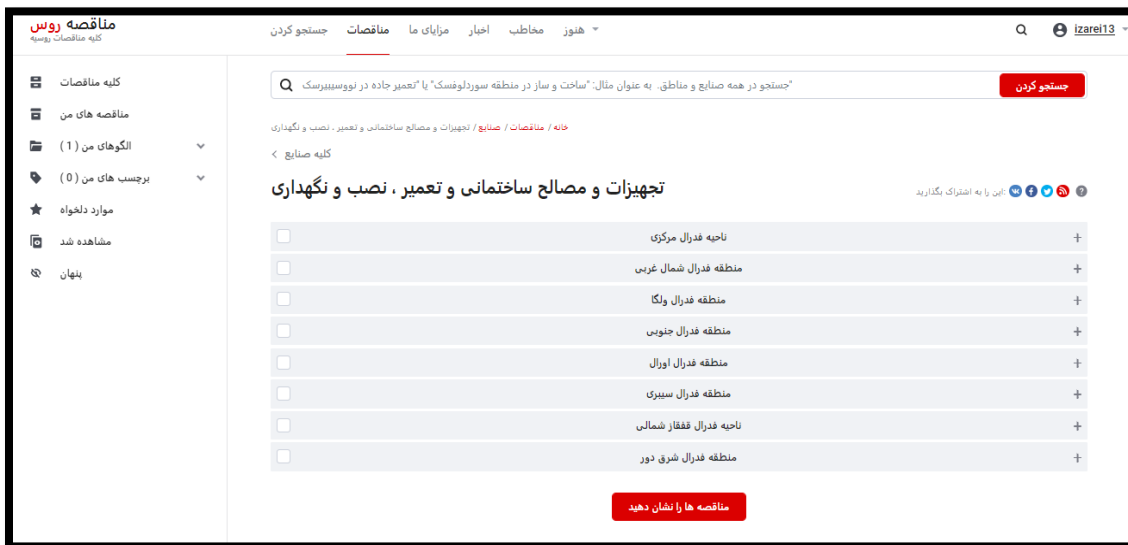 مناقصه روس
کلیه مناقصات روسیه
جستجو کردن مناقصات مزایای ما اخبار مخاطب هنوز
izarei13
کلیه مناقصات
مناقصه های من
الگوهای من ( 1 )
برچسب های من ( 0 )
موارد دلخواه
مشاهده شد
پنهان
"جستجو در همه صنایع و مناطق. به عنوان مثال: "ساخت و ساز در منطقه سوردلوفسک" یا "تعمیر جاده در نووسیبیرسک
جستجو کردن
خانه / مناقصات / صنایع / تجهیزات و مصالح ساختمانی و تعمیر ، نصب و نگهداری
کلیه صنایع
تجهیزات و مصالح ساختمانی و تعمیر ، نصب و نگهداری
این را به اشتراک بگذارید:
ناحیه فدرال مرکزی
منطقه فدرال شمال غربی
منطقه فدرال ولگا
منطقه فدرال جنوبی
منطقه فدرال اورال
منطقه فدرال سیبری
ناحیه فدرال قفقاز شمالی
منطقه فدرال شرق دور
مناقصه ها را نشان دهید